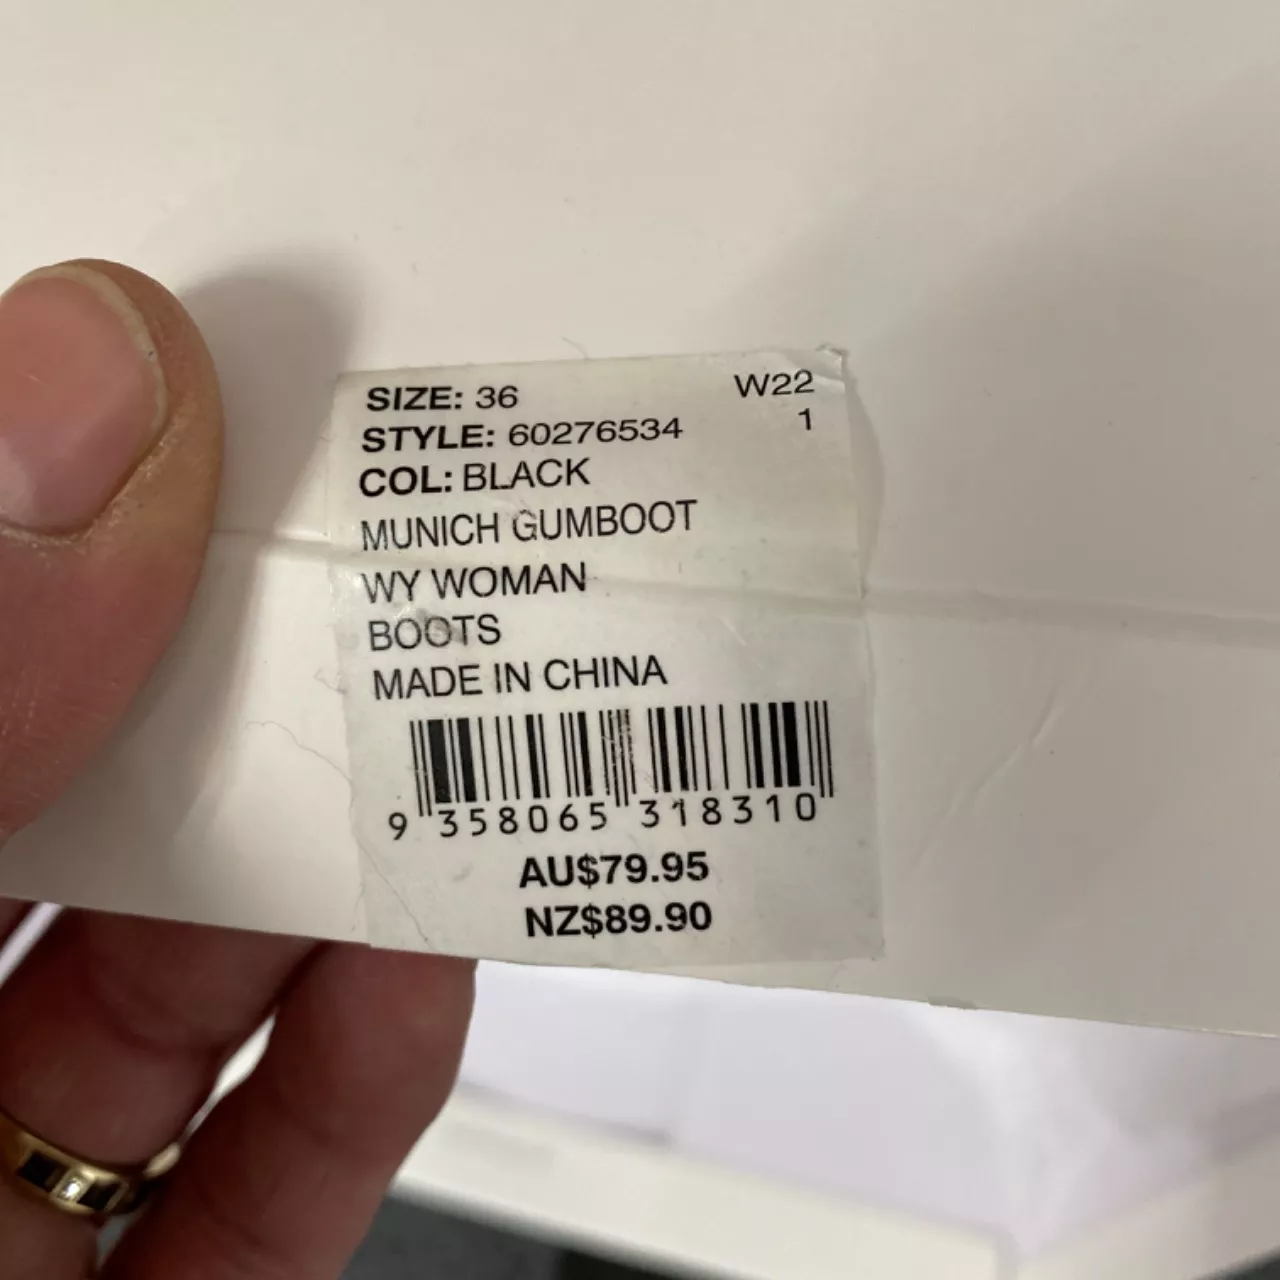 SIZE: 36 W22
STYLE: 60276534 1
COL: BLACK
MUNICH GUMBOOT
WY WOMAN
BOOTS
MADE IN CHINA
9 358065 318310
AU$79.95
NZ$89.90